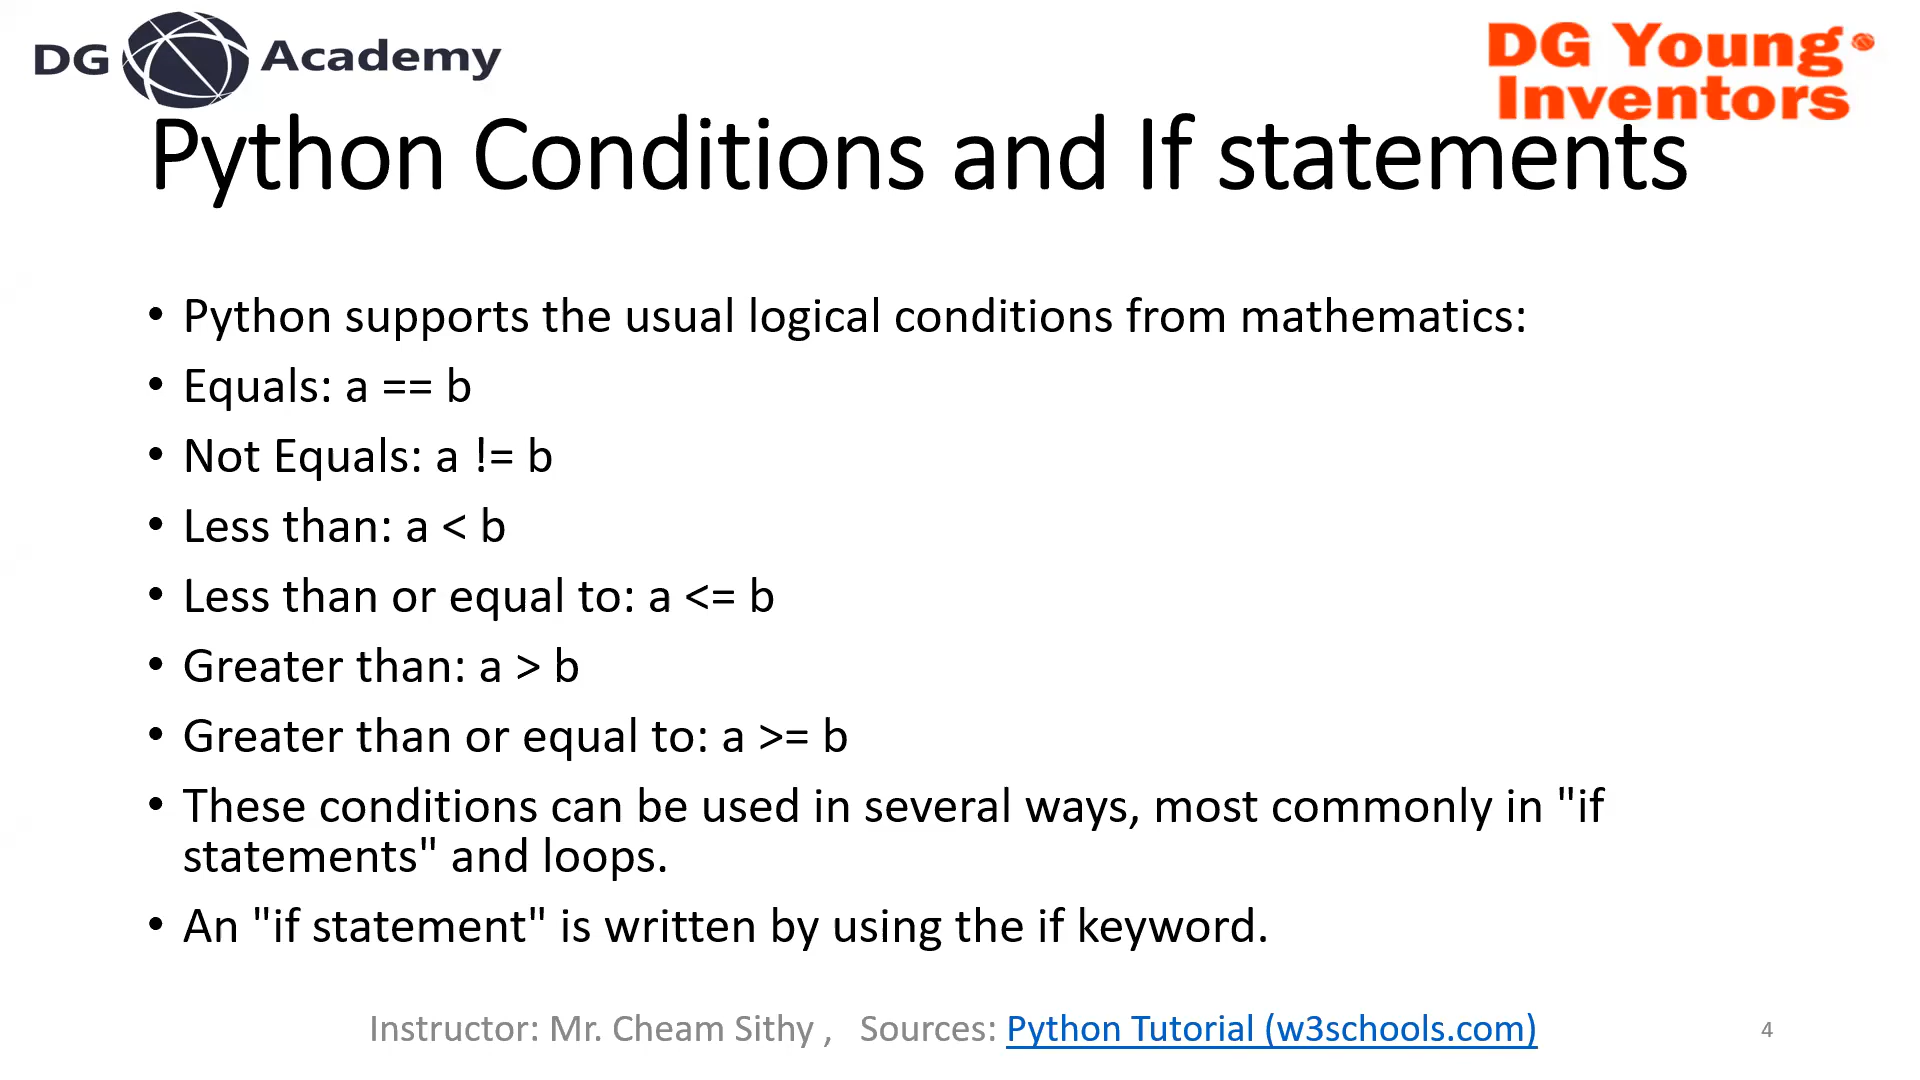 DG Academy
DG Young
Inventors
Python Conditions and If statements
• Python supports the usual logical conditions from mathematics:
• Equals: a == b
• Not Equals: a != b
• Less than: a < b
• Less than or equal to: a <= b
• Greater than: a > b
• Greater than or equal to: a >= b
• These conditions can be used in several ways, most commonly in "if
statements" and loops.
• An "if statement" is written by using the if keyword.
Instructor: Mr. Cheam Sithy , Sources: Python Tutorial (w3schools.com)
4